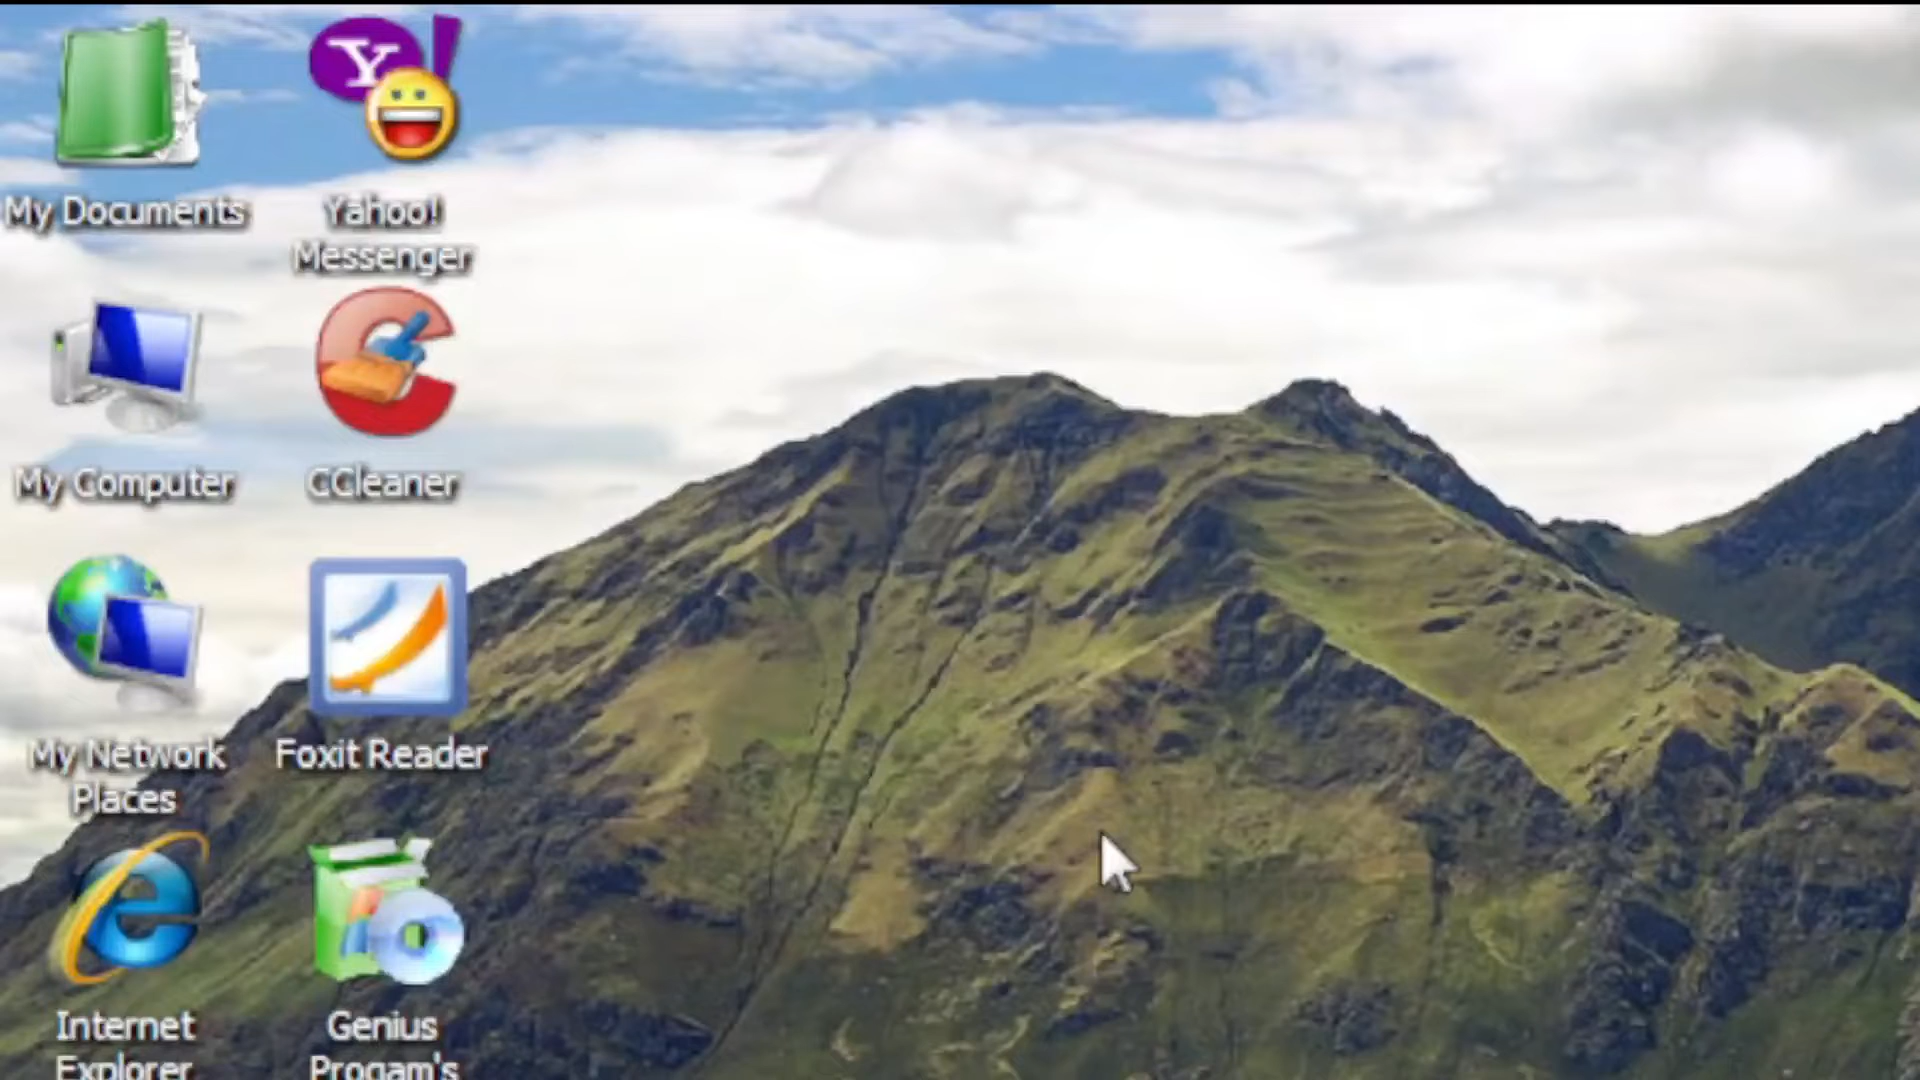 My Documents
Yahoo!
Messenger
My Computer
CCleaner
My Network
Places
Foxit Reader
Internet
Explorer
Genius
Progam's